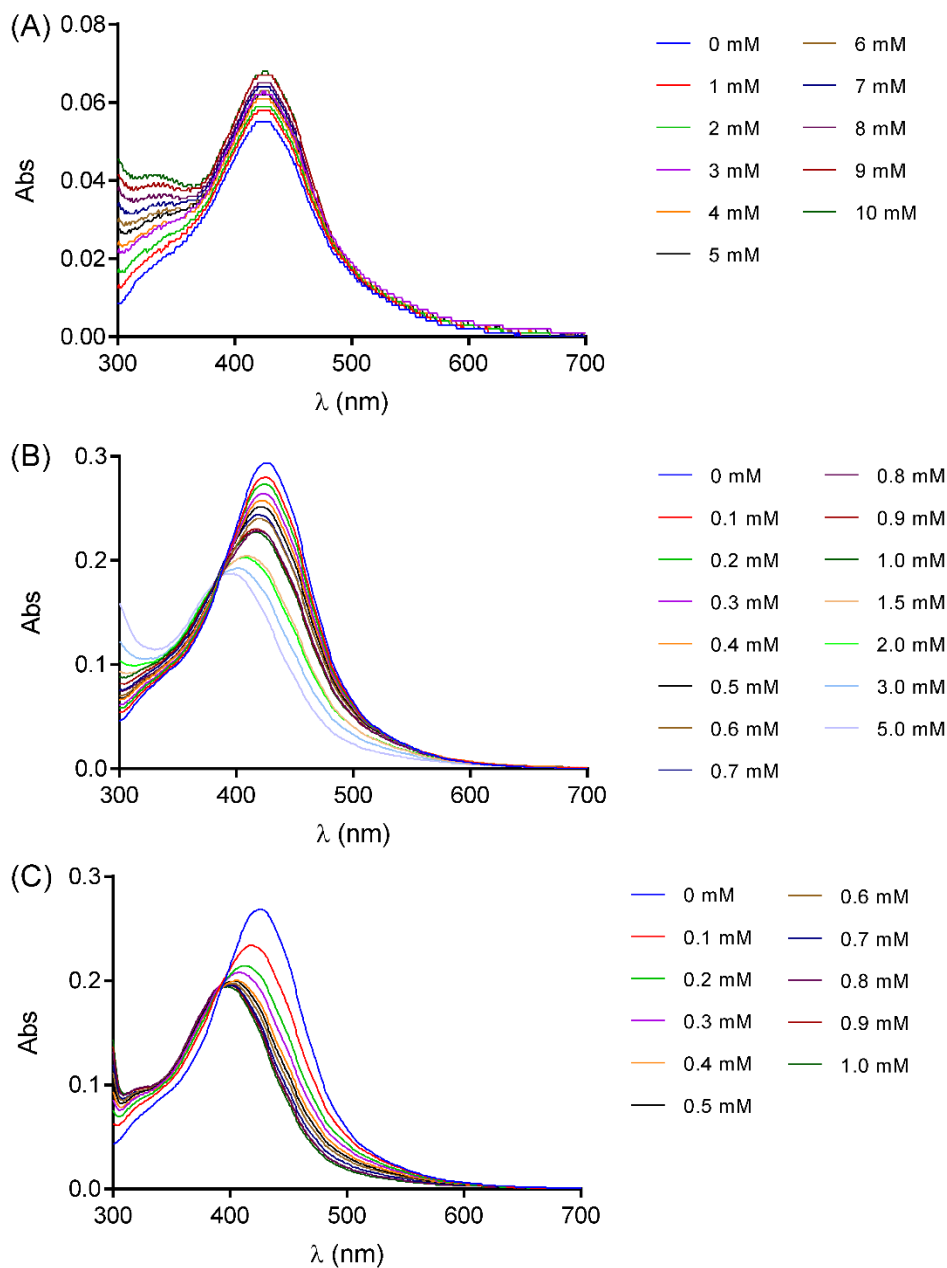 (A)
Abs
0.08
0.06
0.04
0.02
0.00
300 400 500 600 700
λ (nm)
0 mM 6 mM
1 mM 7 mM
2 mM 8 mM
3 mM 9 mM
4 mM 10 mM
5 mM
(B)
Abs
0.3
0.2
0.1
0.0
300 400 500 600 700
λ (nm)
0 mM 0.8 mM
0.1 mM 0.9 mM
0.2 mM 1.0 mM
0.3 mM 1.5 mM
0.4 mM 2.0 mM
0.5 mM 3.0 mM
0.6 mM 5.0 mM
0.7 mM
(C)
Abs
0.3
0.2
0.1
0.0
300 400 500 600 700
λ (nm)
0 mM 0.6 mM
0.1 mM 0.7 mM
0.2 mM 0.8 mM
0.3 mM 0.9 mM
0.4 mM 1.0 mM
0.5 mM